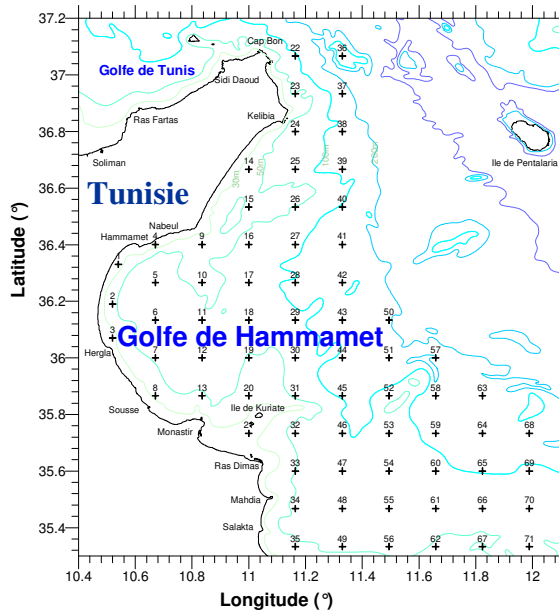 37.2
37.0
36.8
36.6
36.4
36.2
36.0
35.8
35.6
35.4
Latitude (°)
10.4 10.6 10.8 11 11.2 11.4 11.6 11.8 12
Longitude (°)
Golfe de Tunis
Cap Bon
Sidi Daoud
Ras Fartas
Kelibia
Soliman
Ile de Pentalaria
Tunisie
Nabeul
Hammamet
Golfe de Hammamet
Hergla
Sousse
Ile de Kuriate
Monastir
Ras Dimas
Mahdia
Salakta
30m
50m
100m
22 36
23 37
24 38
14 25 39
15 26 40
4 9 16 27 41
1
5 10 17 28 42
2
6 11 18 29 43 50
3
7 12 19 30 44 51 57
8 13 20 31 45 52 58 63
32 46 53 59 64 68
33 47 54 60 65 69
34 48 55 61 66 70
35 49 56 62 67 71